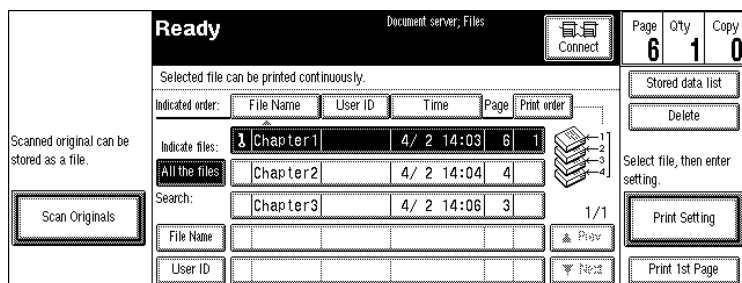 Ready
Document server; Files
Connect
Page Q'ty Copy
6 1 0
Selected file can be printed continuously.
Stored data list
Indicated order: File Name User ID Time Page Print order
Delete
Scanned original can be
stored as a file.
Indicate files:
Chapter1 4/ 2 14:03 6 1
1
2
3
4
All the files
Chapter2 4/ 2 14:04 4
Select file, then enter
setting.
Search:
Chapter3 4/ 2 14:06 3
1/1
Scan Originals
Print Setting
File Name
▲ Prev
User ID
▼ Next
Print 1st Page